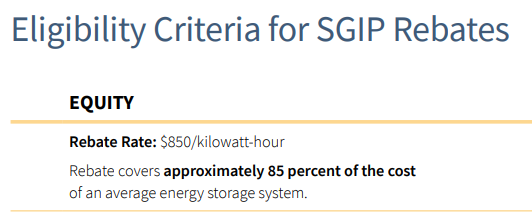 Eligibility Criteria for SGIP Rebates
EQUITY
Rebate Rate: $850/kilowatt-hour
Rebate covers approximately 85 percent of the cost
of an average energy storage system.